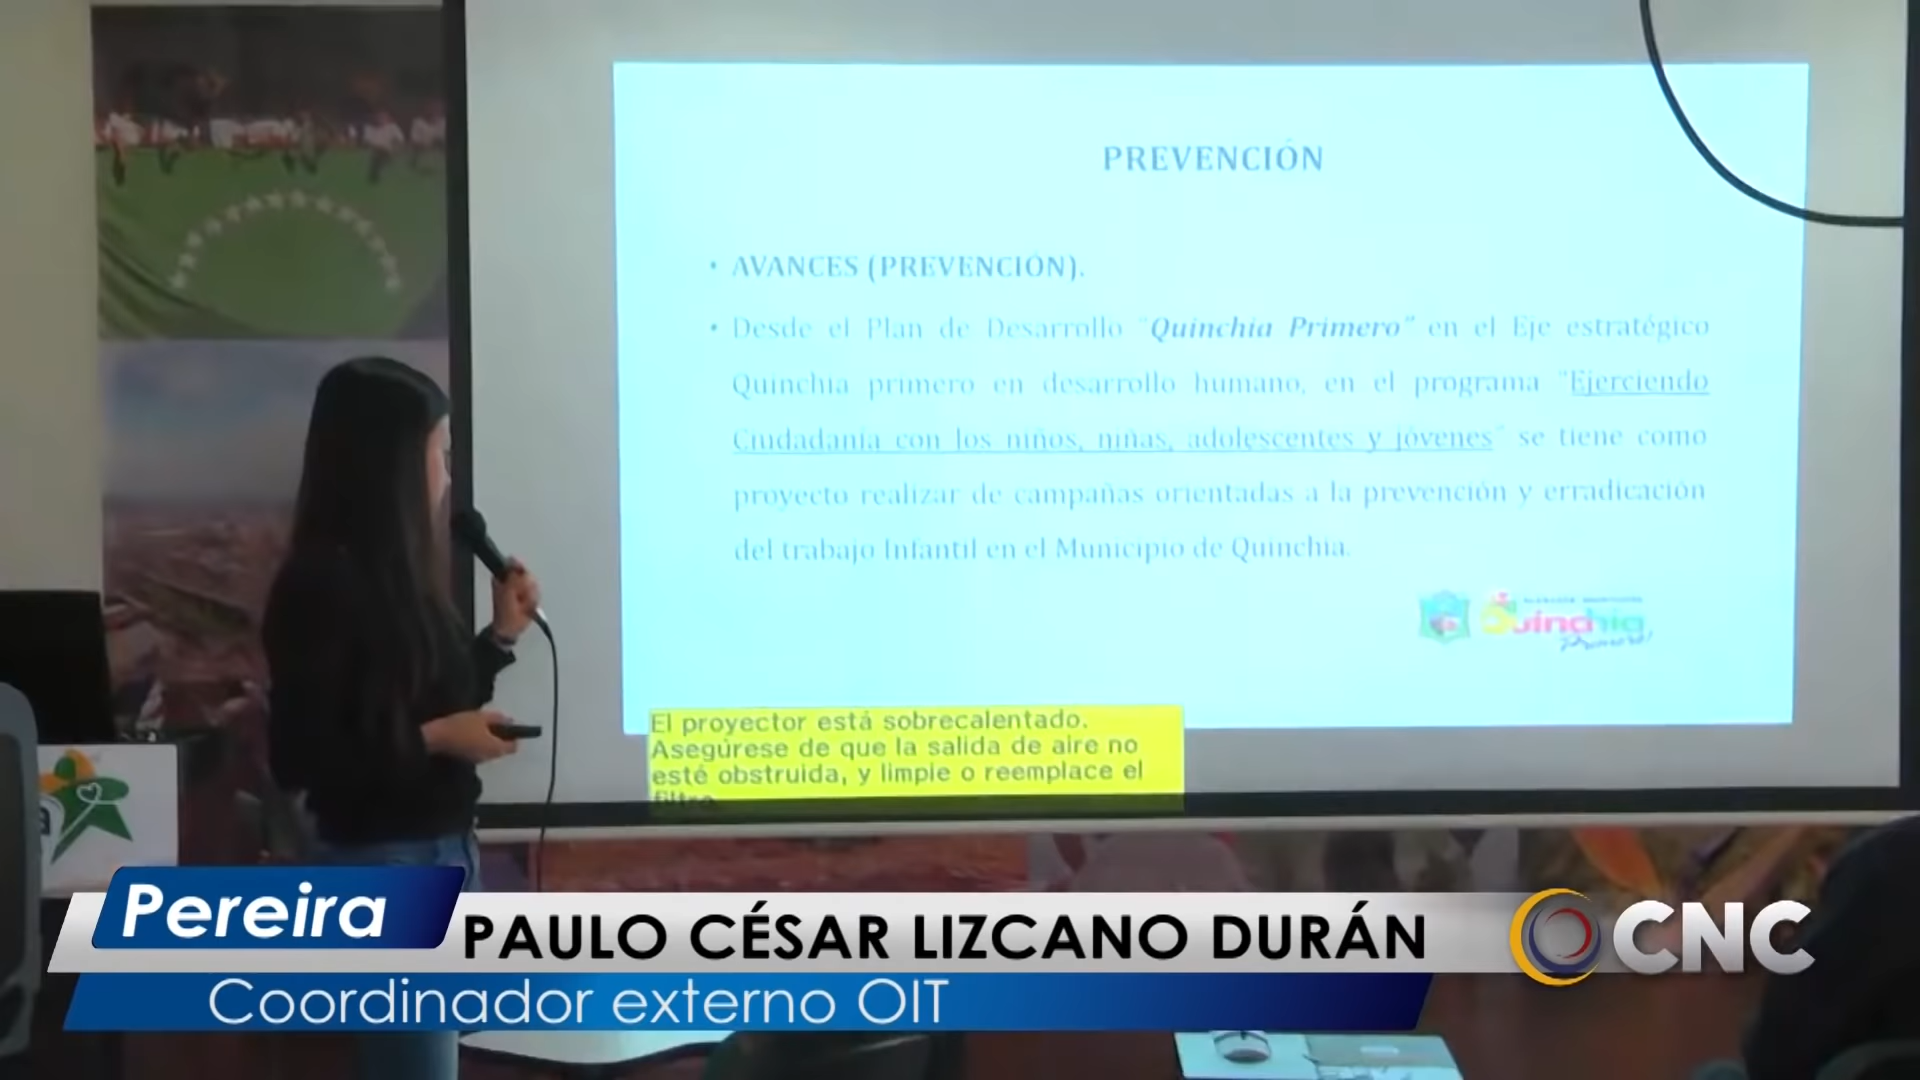 PREVENCIÓN
• AVANCES (PREVENCIÓN).
• Desde el Plan de Desarrollo "Quinchia Primero" en el Eje estratégico
Quinchia primero en desarrollo humano, en el programa "Ejerciendo
Ciudadanía con los niños, niñas, adolescentes y jóvenes" se tiene como
proyecto realizar de campañas orientadas a la prevención y erradicación
del trabajo Infantil en el Municipio de Quinchia.
Quinchia
Primero!
El proyector está sobrecalentado.
Asegúrese de que la salida de aire no
esté obstruida, y limpie o reemplace el
filtro
Pereira
PAULO CÉSAR LIZCANO DURÁN
CNC
Coordinador externo OIT